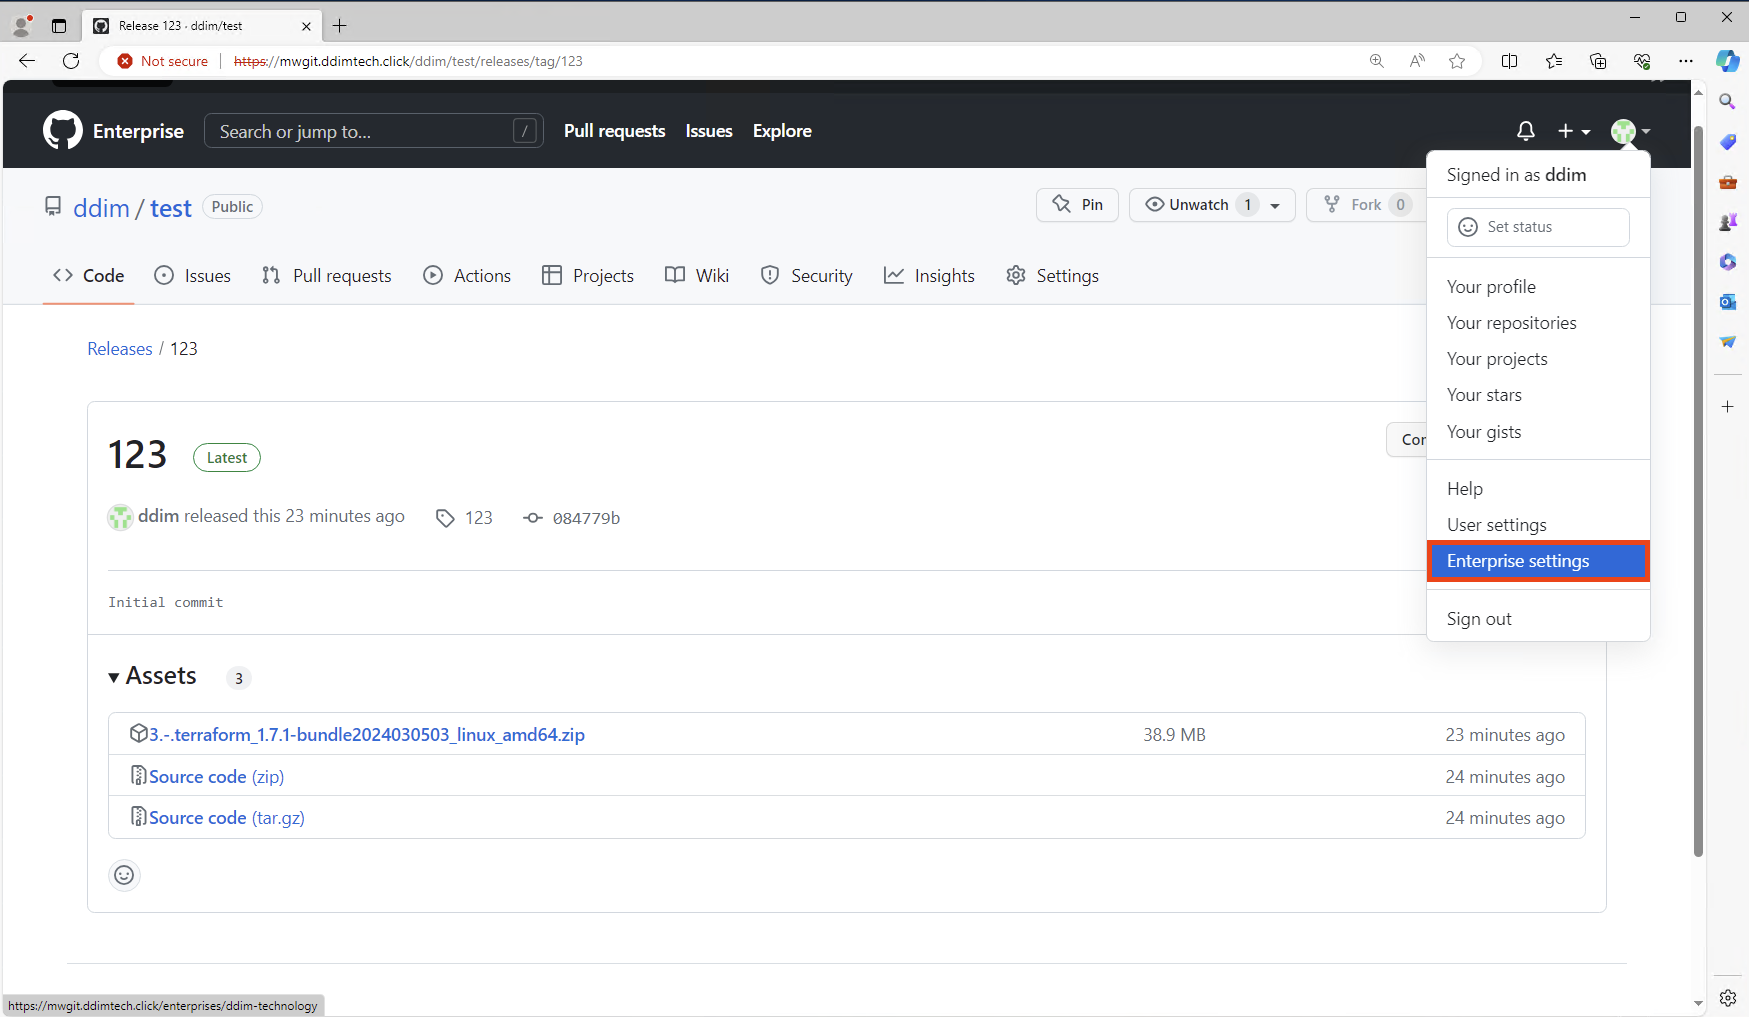 Release 123 · ddim/test
Not secure https://mwgit.ddimtech.click/ddim/test/releases/tag/123
Enterprise Search or jump to... / Pull requests Issues Explore
Signed in as ddim
ddim / test Public Pin Unwatch 1 Fork 0
Set status
Code Issues Pull requests Actions Projects Wiki Security Insights Settings
Your profile
Your repositories
Your projects
Your stars
Your gists
Help
User settings
Enterprise settings
Sign out
Releases / 123
123 Latest Cor
ddim released this 23 minutes ago 123 084779b
Initial commit
Assets 3
3.-.terraform_1.7.1-bundle2024030503_linux_amd64.zip 38.9 MB 23 minutes ago
Source code (zip) 24 minutes ago
Source code (tar.gz) 24 minutes ago
https://mwgit.ddimtech.click/enterprises/ddim-technology